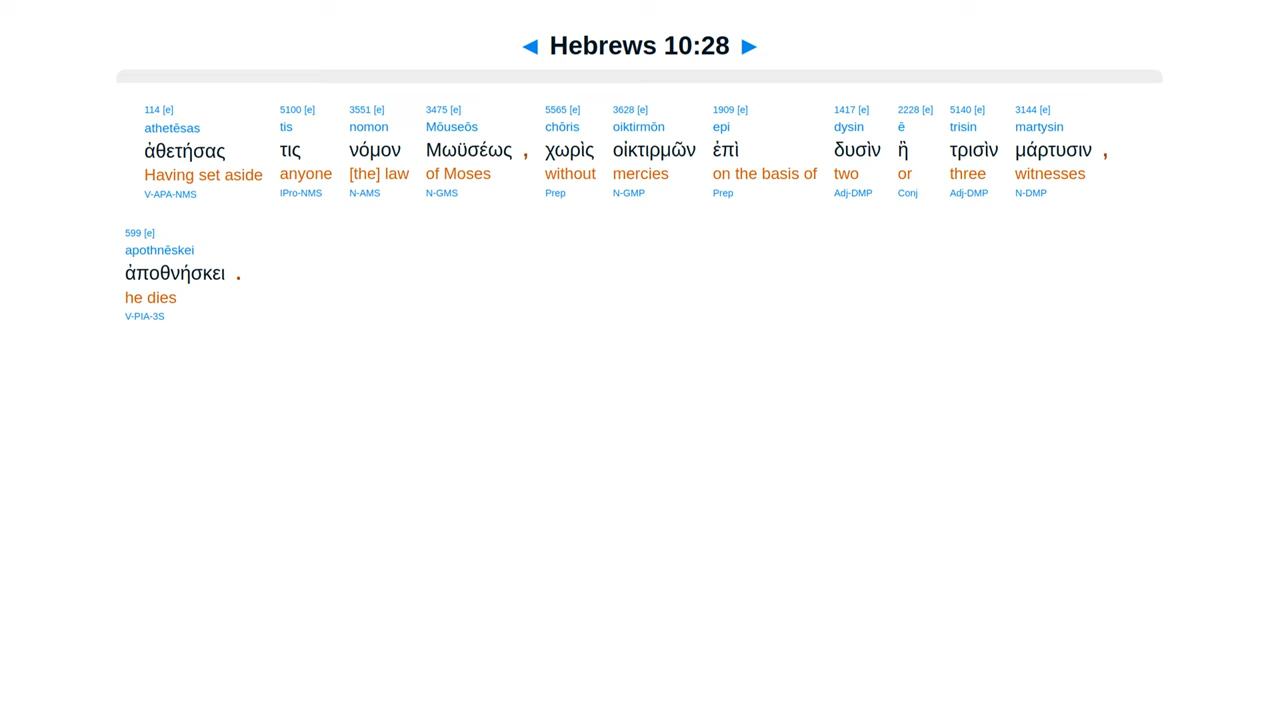 ◄ Hebrews 10:28 ►
114 [e] 5100 [e] 3551 [e] 3475 [e] 5565 [e] 3628 [e] 1909 [e] 1417 [e] 2228 [e] 5140 [e] 3144 [e]
athetēsas tis nomon Mōuseōs chōris oiktirmōn epi dysin ē trisin martysin
ἀθετήσας τις νόμον Μωϋσέως , χωρὶς οἰκτιρμῶν ἐπὶ δυσὶν ἢ τρισὶν μάρτυσιν ,
Having set aside anyone [the] law of Moses without mercies on the basis of two or three witnesses
V-APA-NMS IPro-NMS N-AMS N-GMS Prep N-GMP Prep Adj-DMP Conj Adj-DMP N-DMP
599 [e]
apothnēskei
ἀποθνήσκει .
he dies
V-PIA-3S